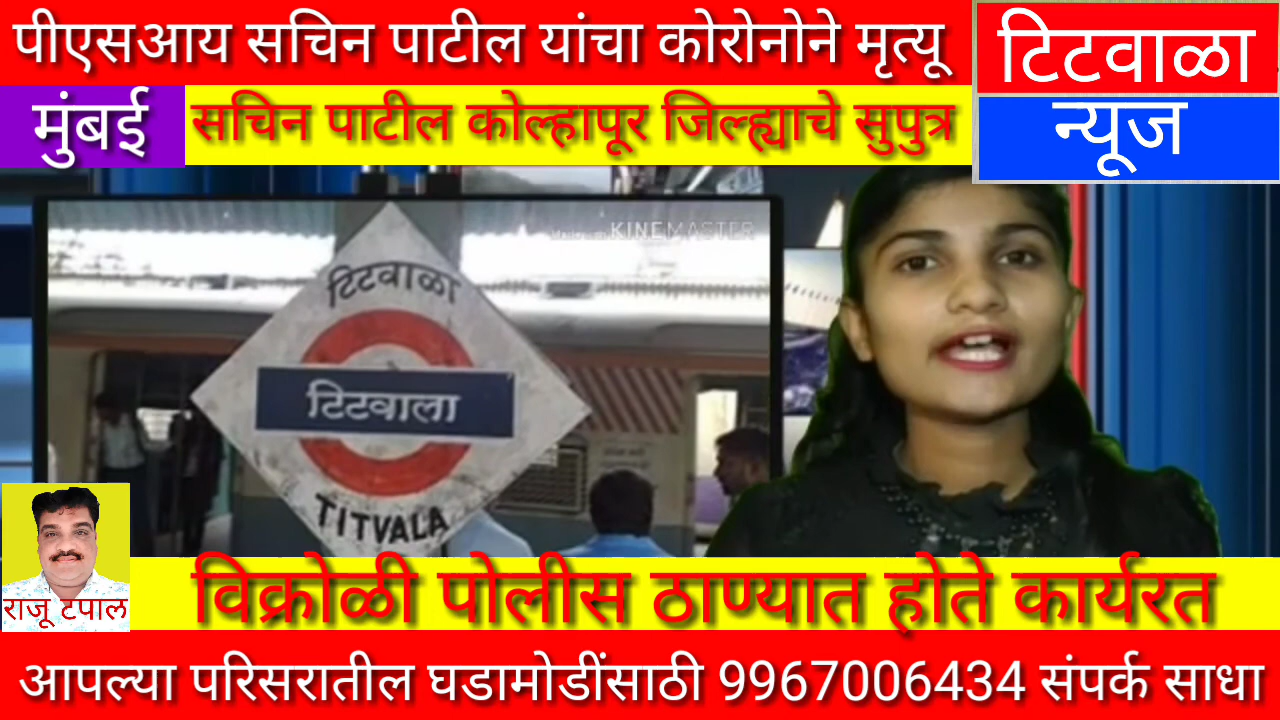 पीएसआय सचिन पाटील यांचा कोरोनोने मृत्यू
टिटवाळा
न्यूज
मुंबई
सचिन पाटील कोल्हापूर जिल्ह्याचे सुपुत्र
KINEMASTER
टिटवाळा
टिटवाला
TITVALA
राजू टपाल
विक्रोळी पोलीस ठाण्यात होते कार्यरत
आपल्या परिसरातील घडामोडींसाठी 9967006434 संपर्क साधा